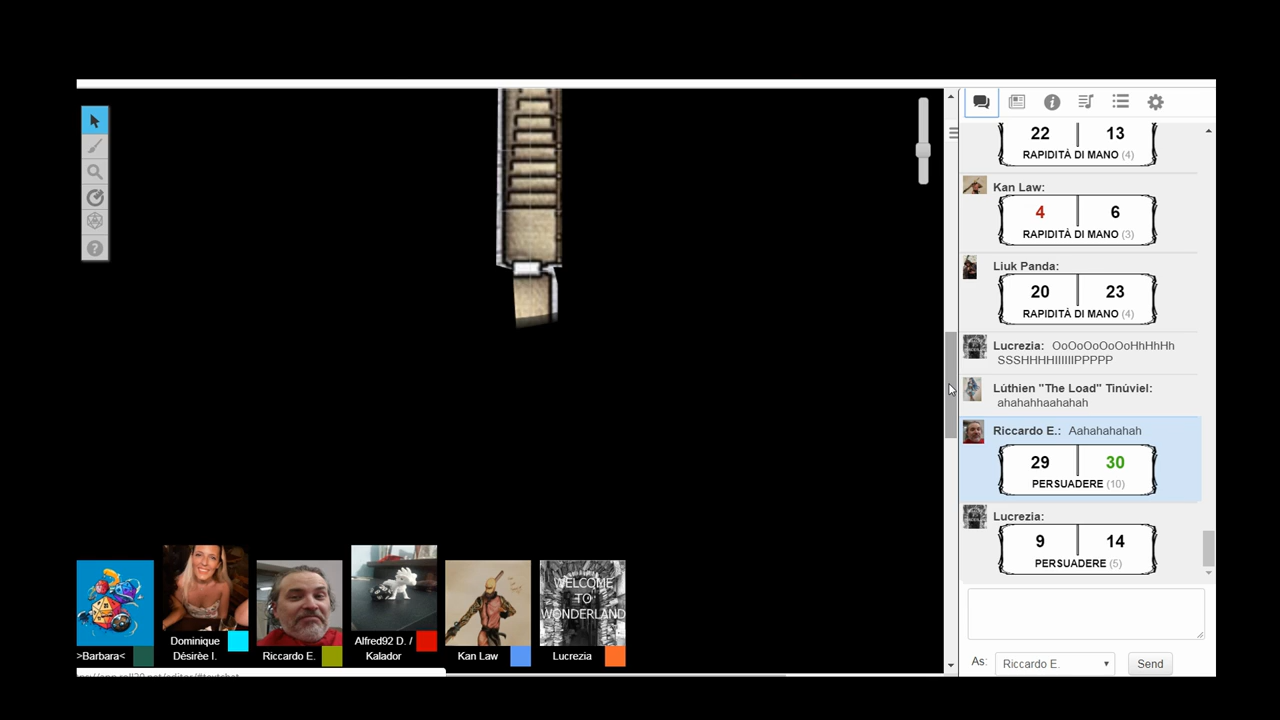 22 13
RAPIDITÀ DI MANO (4)
Kan Law:
4 6
RAPIDITÀ DI MANO (3)
Liuk Panda:
20 23
RAPIDITÀ DI MANO (4)
Lucrezia: OoOoOoOoOoHhHhHh
SSSHHHHIIIIIIPPPPP
Lúthien "The Load" Tinúviel:
ahahahhaahahah
Riccardo E.: Aahahahahah
29 30
PERSUADERE (10)
Lucrezia:
9 14
PERSUADERE (5)
WELCOME
TO
WONDERLAND
>Barbara<
Dominique
Dèsirèe I.
Riccardo E.
Alfred92 D. /
Kalador
Kan Law
Lucrezia
As: Riccardo E.
Send